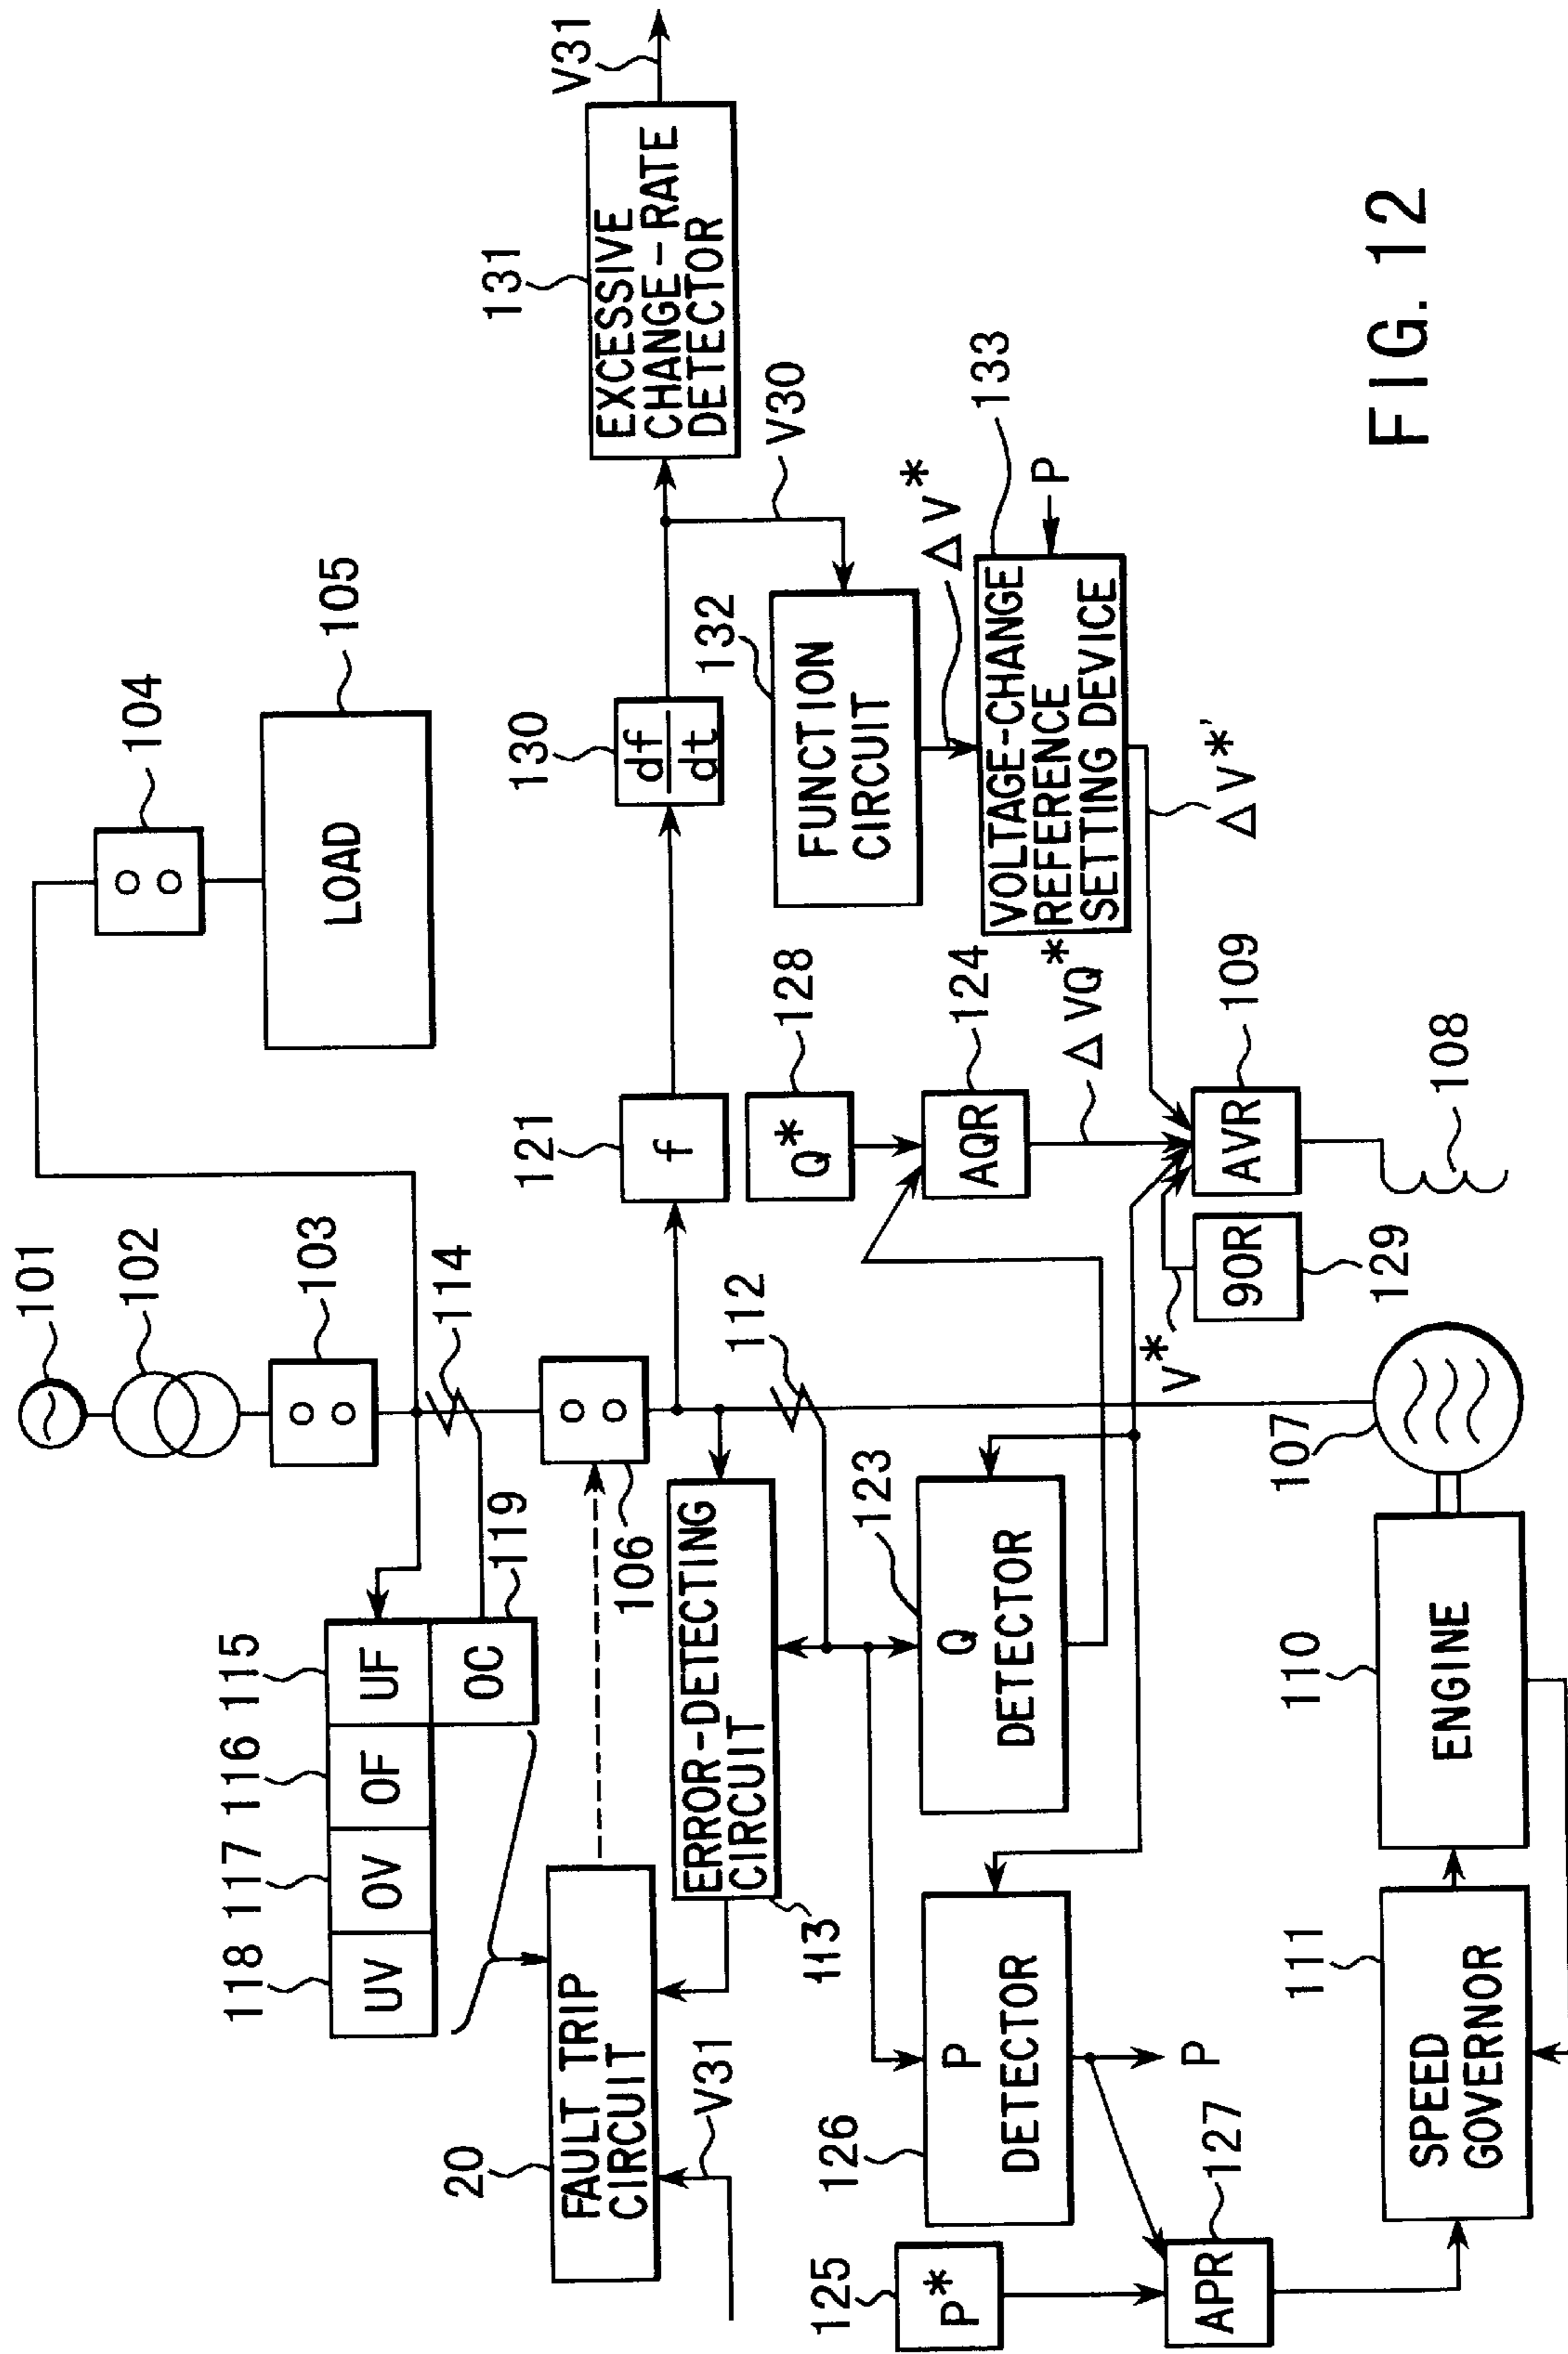 101
102
103
104
105
LOAD
114
118
117
116
115
UV
OV
OF
UF
OC
119
20
FAULT TRIP
CIRCUIT
V31
106
ERROR-DETECTING
CIRCUIT
113
112
121
f
130
df
dt
131
EXCESSIVE
CHANGE-RATE
DETECTOR
V31
V30
132
FUNCTION
CIRCUIT
ΔV*
133
VOLTAGE-CHANGE
REFERENCE
SETTING DEVICE
P
ΔV*'
128
Q*
124
AQR
ΔVQ*
123
Q
DETECTOR
126
P
DETECTOR
P
125
P*
127
APR
109
AVR
108
90R
129
V*
107
110
ENGINE
111
SPEED
GOVERNOR
FIG. 12